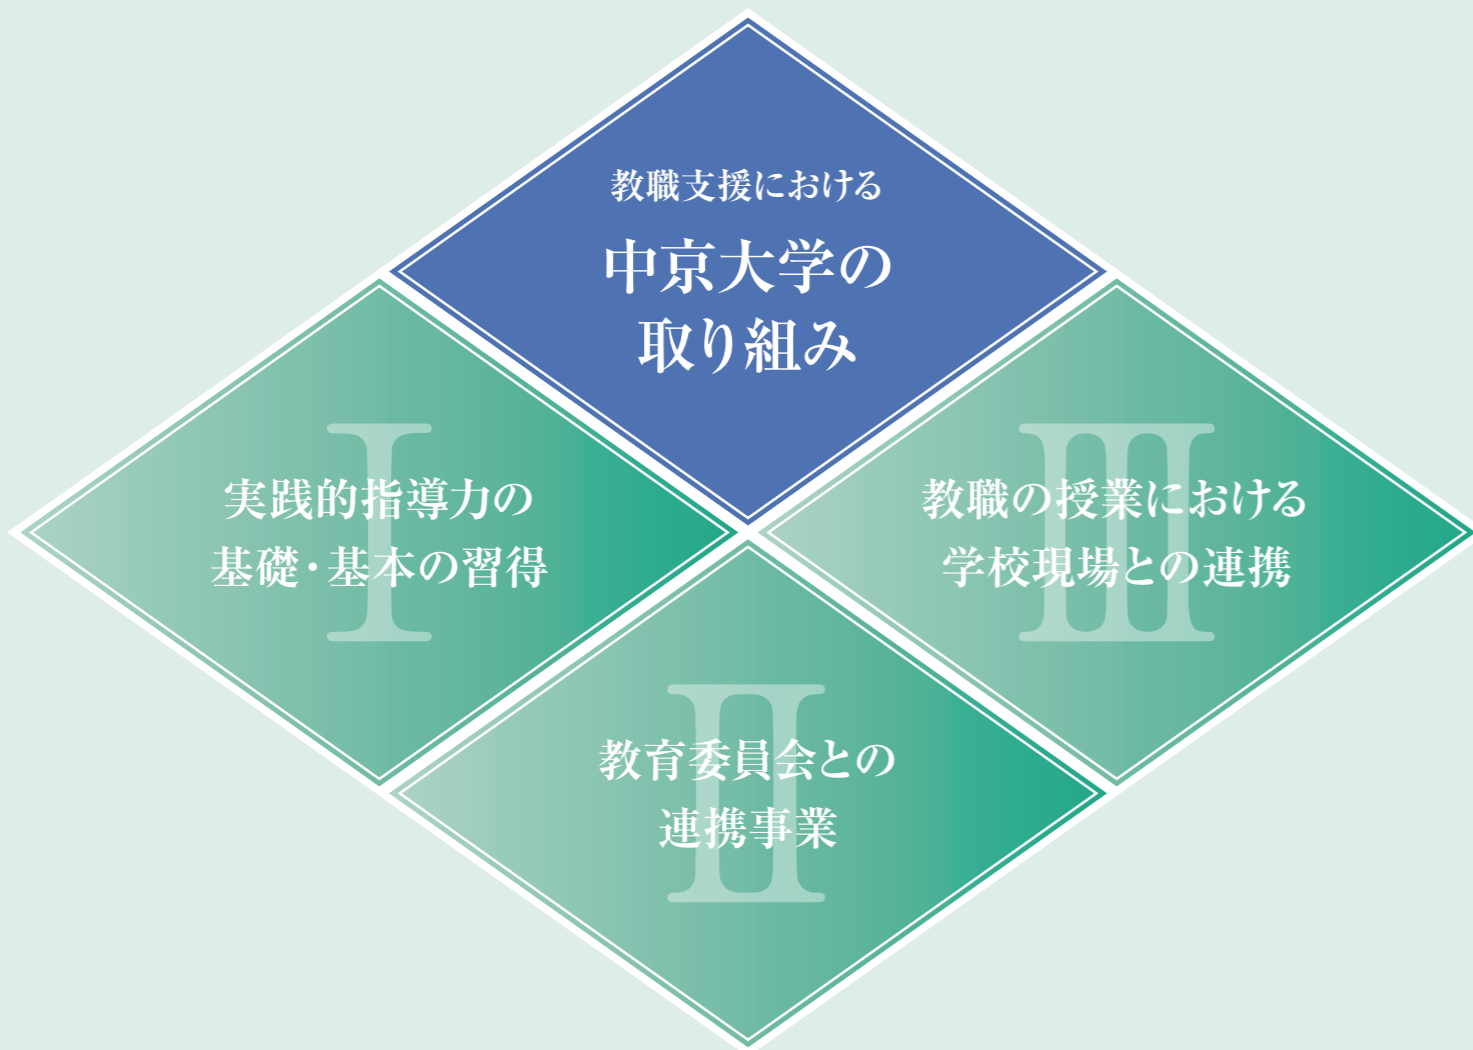 教職支援における
中京大学の
取り組み
Ⅰ
実践的指導力の
基礎・基本の習得
Ⅱ
教育委員会との
連携事業
Ⅲ
教職の授業における
学校現場との連携